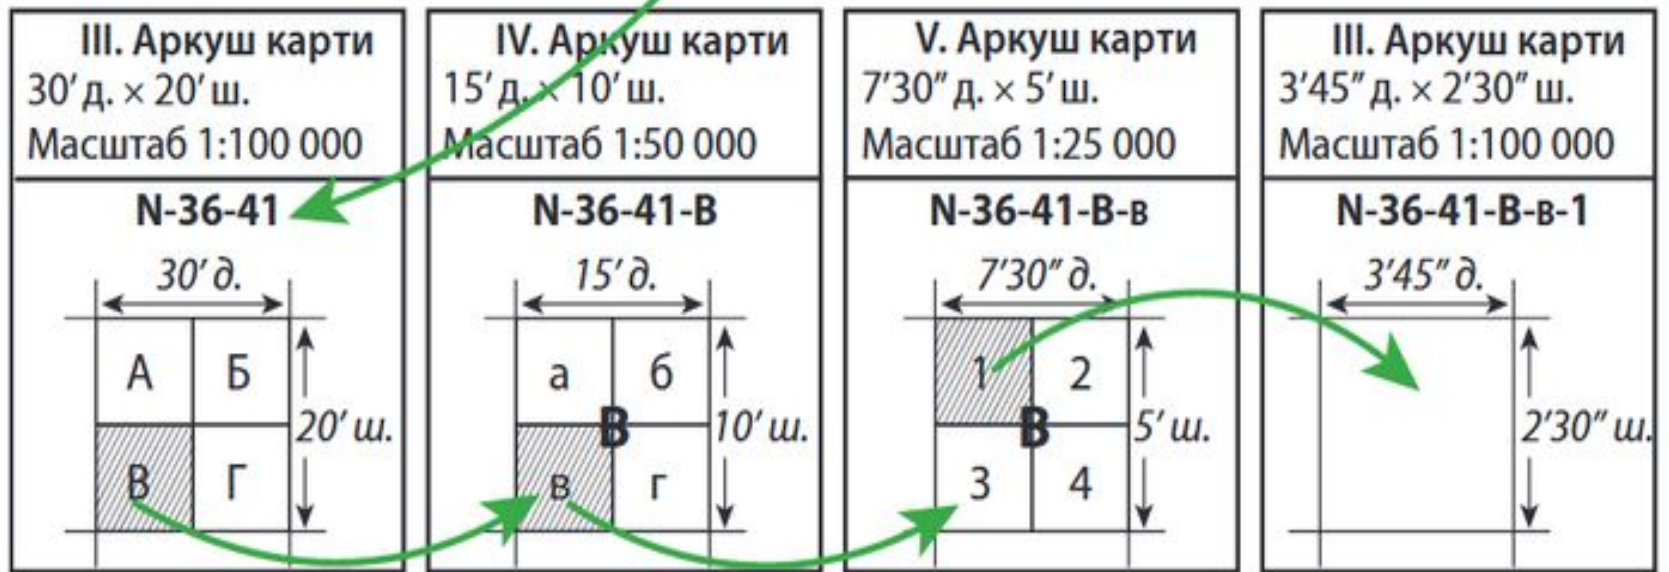 III. Аркуш карти
30′ д. × 20′ ш.
Масштаб 1:100 000
N-36-41
30′ д.
А Б
20′ ш.
В Г
IV. Аркуш карти
15′ д. × 10′ ш.
Масштаб 1:50 000
N-36-41-В
15′ д.
а б
В
10′ ш.
в г
V. Аркуш карти
7′30″ д. × 5′ ш.
Масштаб 1:25 000
N-36-41-В-в
7′30″ д.
1 2
В
5′ ш.
3 4
III. Аркуш карти
3′45″ д. × 2′30″ ш.
Масштаб 1:100 000
N-36-41-В-в-1
3′45″ д.
2′30″ ш.